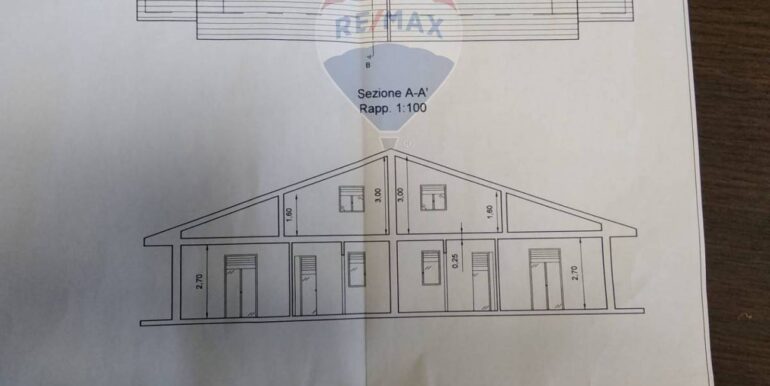 RE/MAX
A
B
Sezione A-A'
Rapp. 1:100
3,00
3,00
1,60
1,60
0,25
2,70
2,70